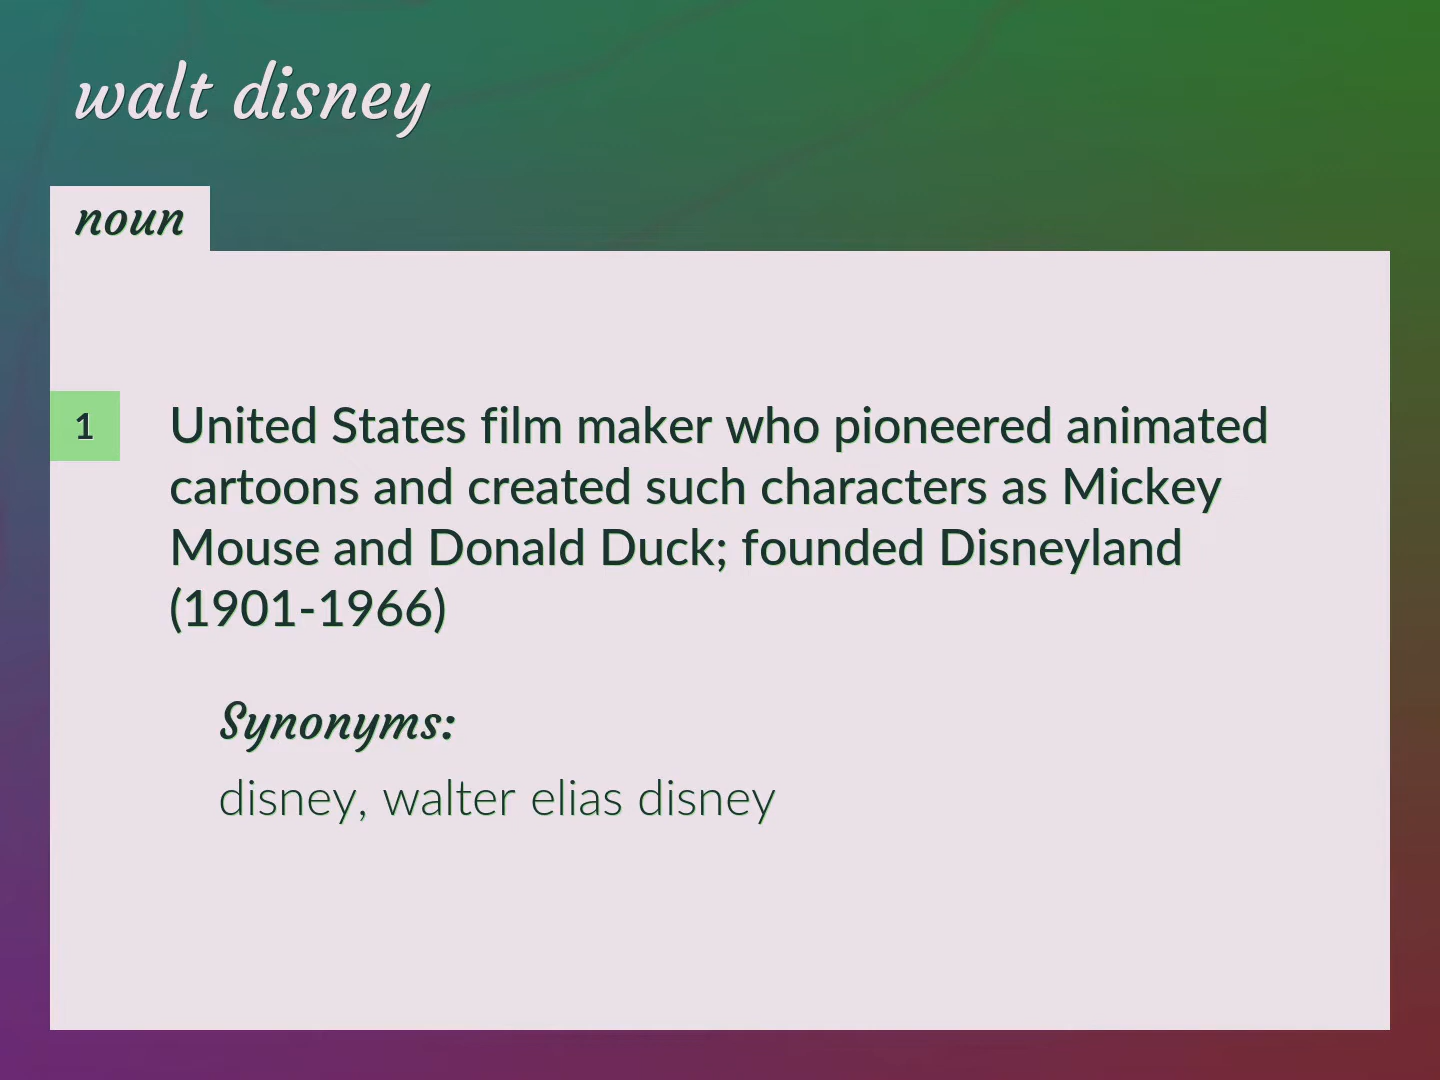 walt disney
noun
1
United States film maker who pioneered animated
cartoons and created such characters as Mickey
Mouse and Donald Duck; founded Disneyland
(1901-1966)
Synonyms:
disney, walter elias disney